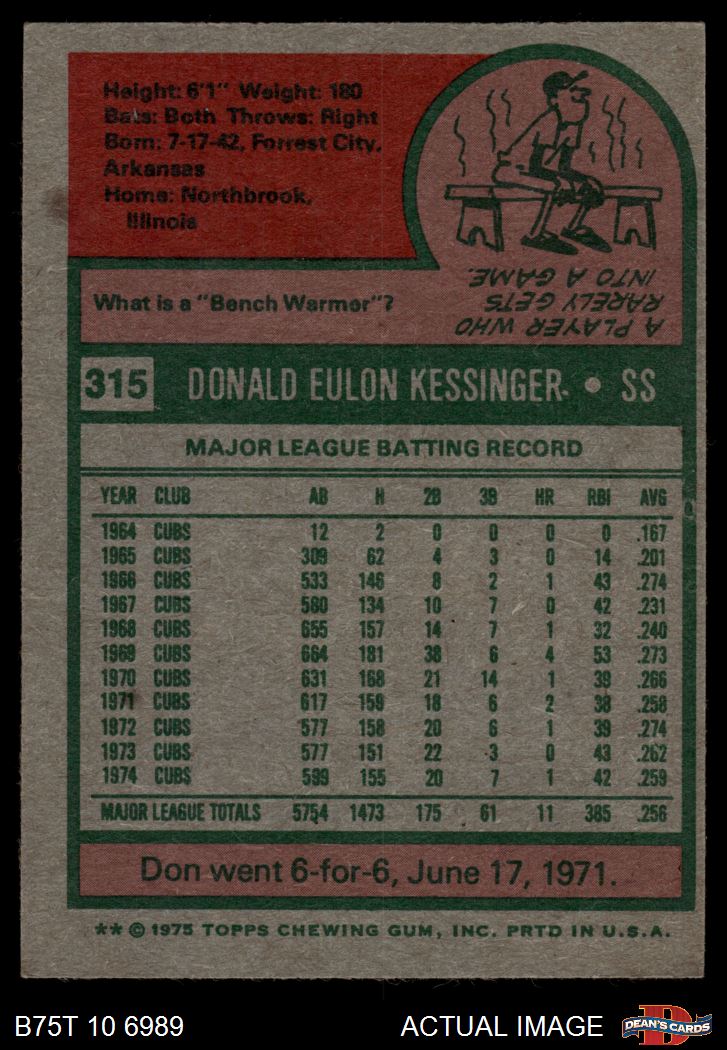 Height: 6'1" Weight: 180
Bats: Both Throws: Right
Born: 7-17-42, Forrest City,
Arkansas
Home: Northbrook,
Illinois
What is a "Bench Warmer"?
A PLAYER WHO
RARELY GETS
INTO A GAME.
315 DONALD EULON KESSINGER • SS
MAJOR LEAGUE BATTING RECORD
YEAR CLUB AB H 2B 3B HR RBI AVG
1964 CUBS 12 2 0 0 0 0 .167
1965 CUBS 309 62 4 3 0 14 .201
1966 CUBS 533 146 8 2 1 43 .274
1967 CUBS 580 134 10 7 0 42 .231
1968 CUBS 655 157 14 7 1 32 .240
1969 CUBS 664 181 38 6 4 53 .273
1970 CUBS 631 168 21 14 1 39 .266
1971 CUBS 617 159 18 6 2 38 .258
1972 CUBS 577 158 20 6 1 39 .274
1973 CUBS 577 151 22 3 0 43 .262
1974 CUBS 599 155 20 7 1 42 .259
MAJOR LEAGUE TOTALS 5754 1473 175 61 11 385 .256
Don went 6-for-6, June 17, 1971.
** © 1975 TOPPS CHEWING GUM, INC. PRTD IN U.S.A.
B75T 10 6989 ACTUAL IMAGE DEAN'S CARDS